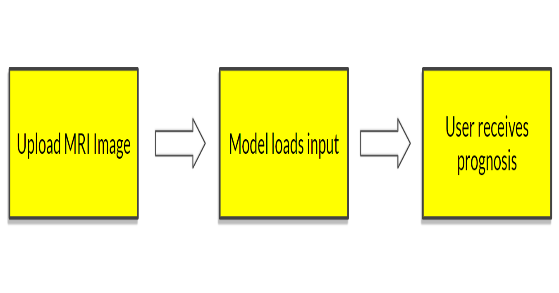 Upload MRI Image
Model loads input
User receives
prognosis